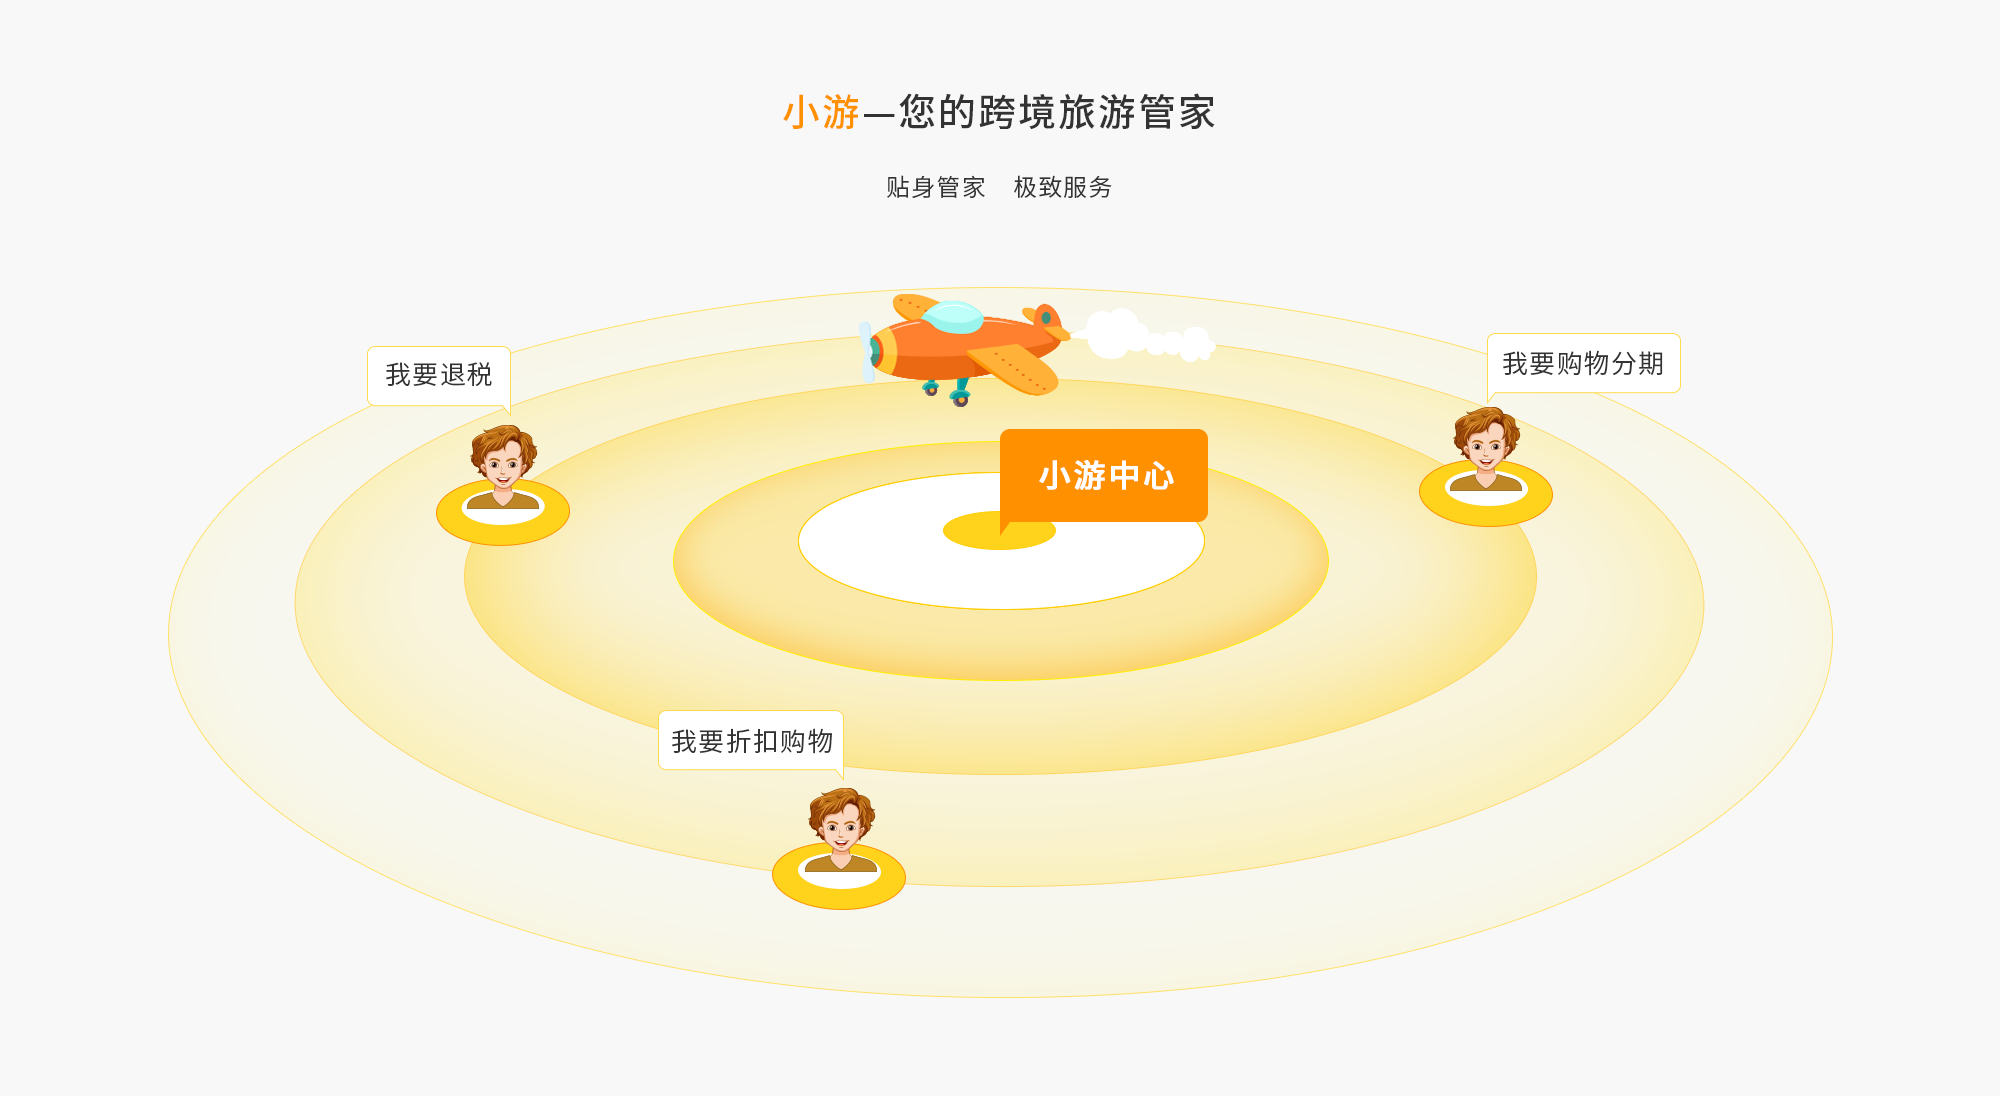 小游—您的跨境旅游管家
贴身管家 极致服务
我要退税
我要购物分期
小游中心
我要折扣购物